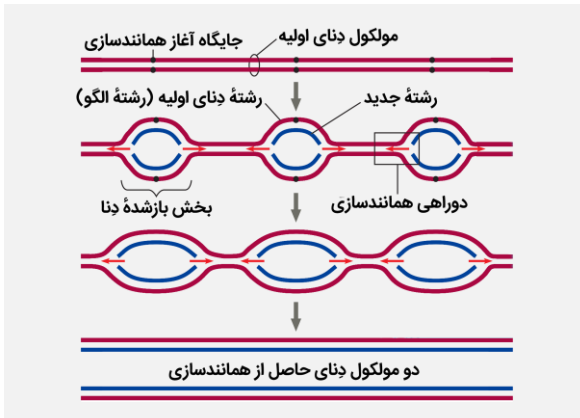 مولکول دِنای اولیه
جایگاه آغاز همانندسازی
رشتهٔ جدید
رشتهٔ دِنای اولیه (رشتهٔ الگو)
دوراهی همانندسازی
بخش بازشدهٔ دِنا
دو مولکول دِنای حاصل از همانندسازی